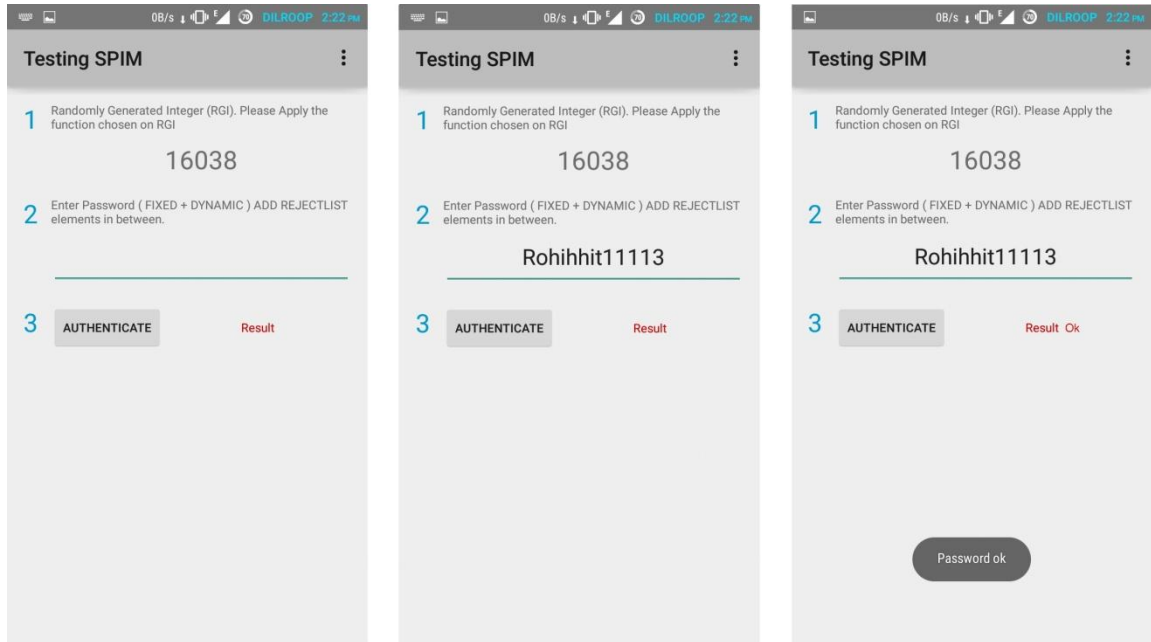 0B/s E 70 DILROOP 2:22 PM
Testing SPIM
1 Randomly Generated Integer (RGI). Please Apply the
function chosen on RGI
16038
2 Enter Password ( FIXED + DYNAMIC ) ADD REJECTLIST
elements in between.
3 AUTHENTICATE Result
0B/s E 70 DILROOP 2:22 PM
Testing SPIM
1 Randomly Generated Integer (RGI). Please Apply the
function chosen on RGI
16038
2 Enter Password ( FIXED + DYNAMIC ) ADD REJECTLIST
elements in between.
Rohihhit11113
3 AUTHENTICATE Result
0B/s E 70 DILROOP 2:22 PM
Testing SPIM
1 Randomly Generated Integer (RGI). Please Apply the
function chosen on RGI
16038
2 Enter Password ( FIXED + DYNAMIC ) ADD REJECTLIST
elements in between.
Rohihhit11113
3 AUTHENTICATE Result Ok
Password ok